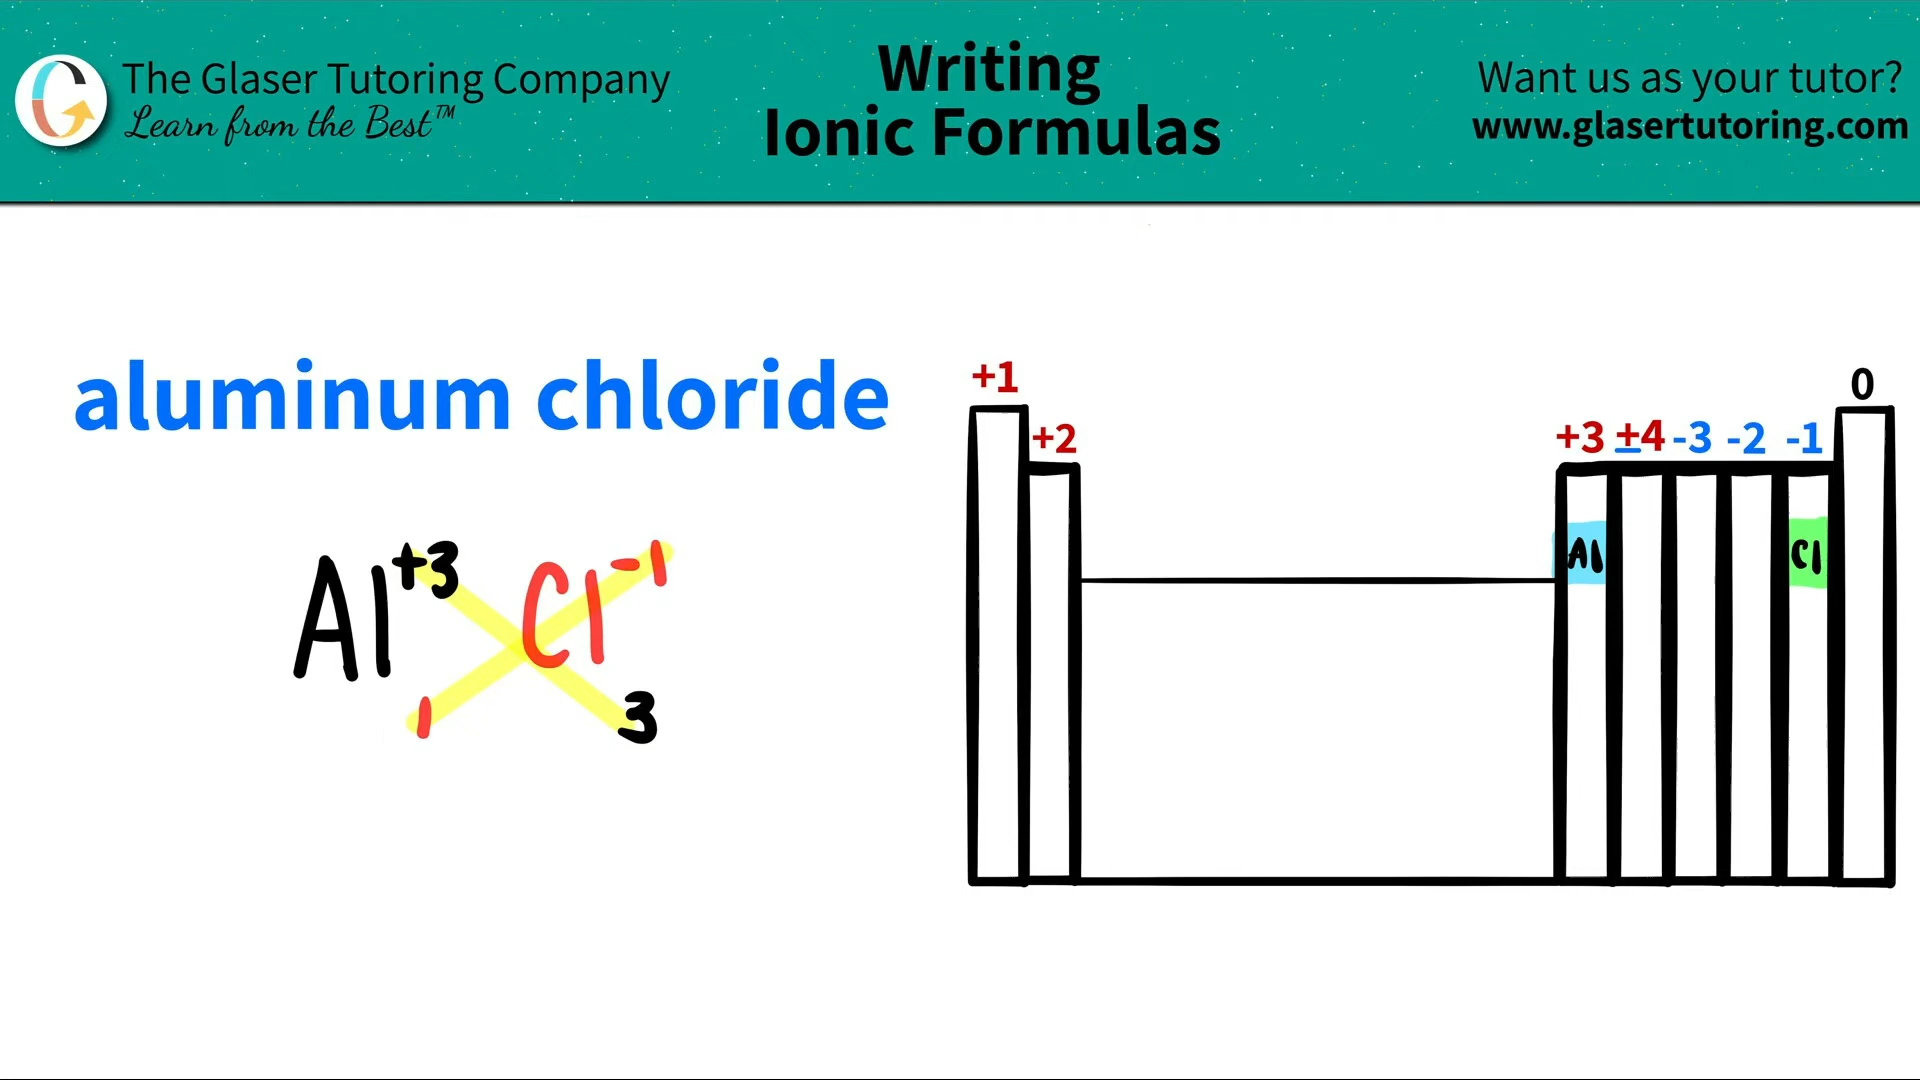 The Glaser Tutoring Company
Learn from the Best™
Writing
Ionic Formulas
Want us as your tutor?
www.glasertutoring.com
aluminum chloride
Al+3 Cl-1
1 3
+1
0
+2
+3 ±4 -3 -2 -1
Al Cl